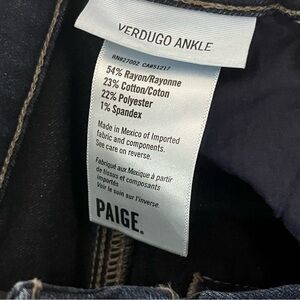 VERDUGO ANKLE
RN#27002 CA#51217
54% Rayon/Rayonne
23% Cotton/Coton
22% Polyester
1% Spandex
Made in Mexico of Imported
fabric and components.
See care on reverse.
Fabriqué aux Mexique à partir
de tissus et composants
importés
Voir le soin sur l'inverse.
PAIGE.